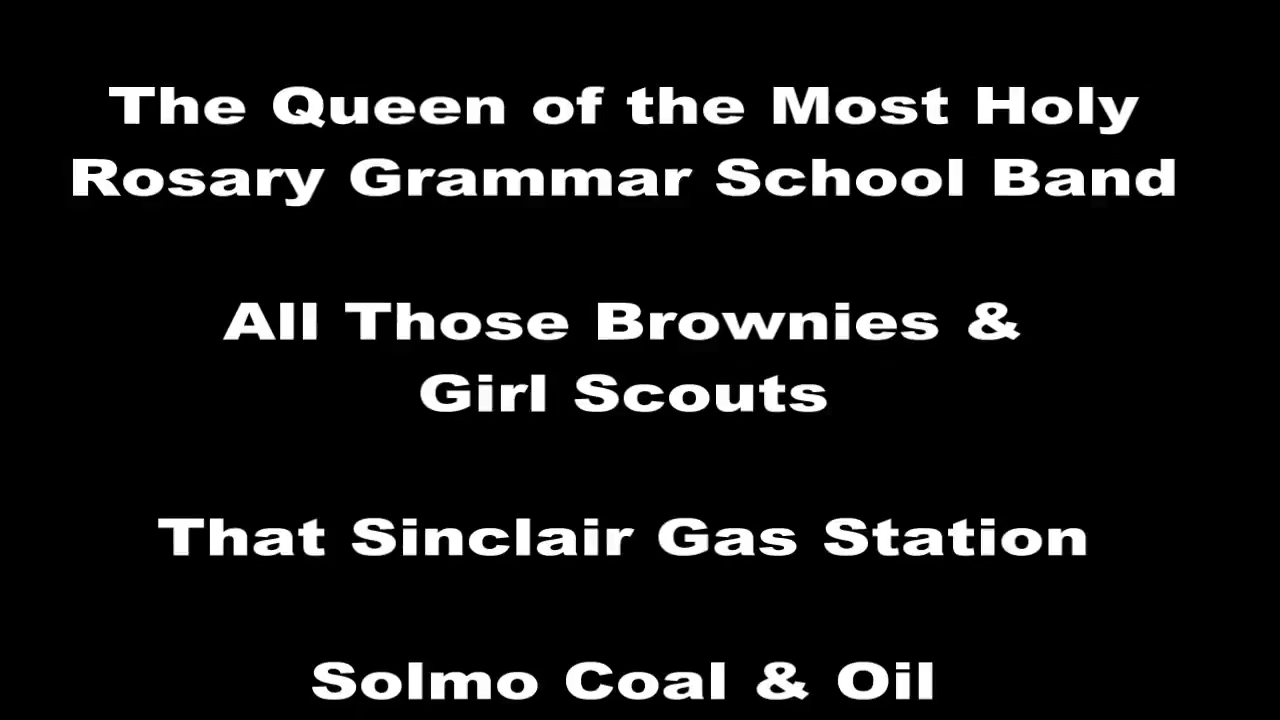 The Queen of the Most Holy
Rosary Grammar School Band
All Those Brownies &
Girl Scouts
That Sinclair Gas Station
Solmo Coal & Oil